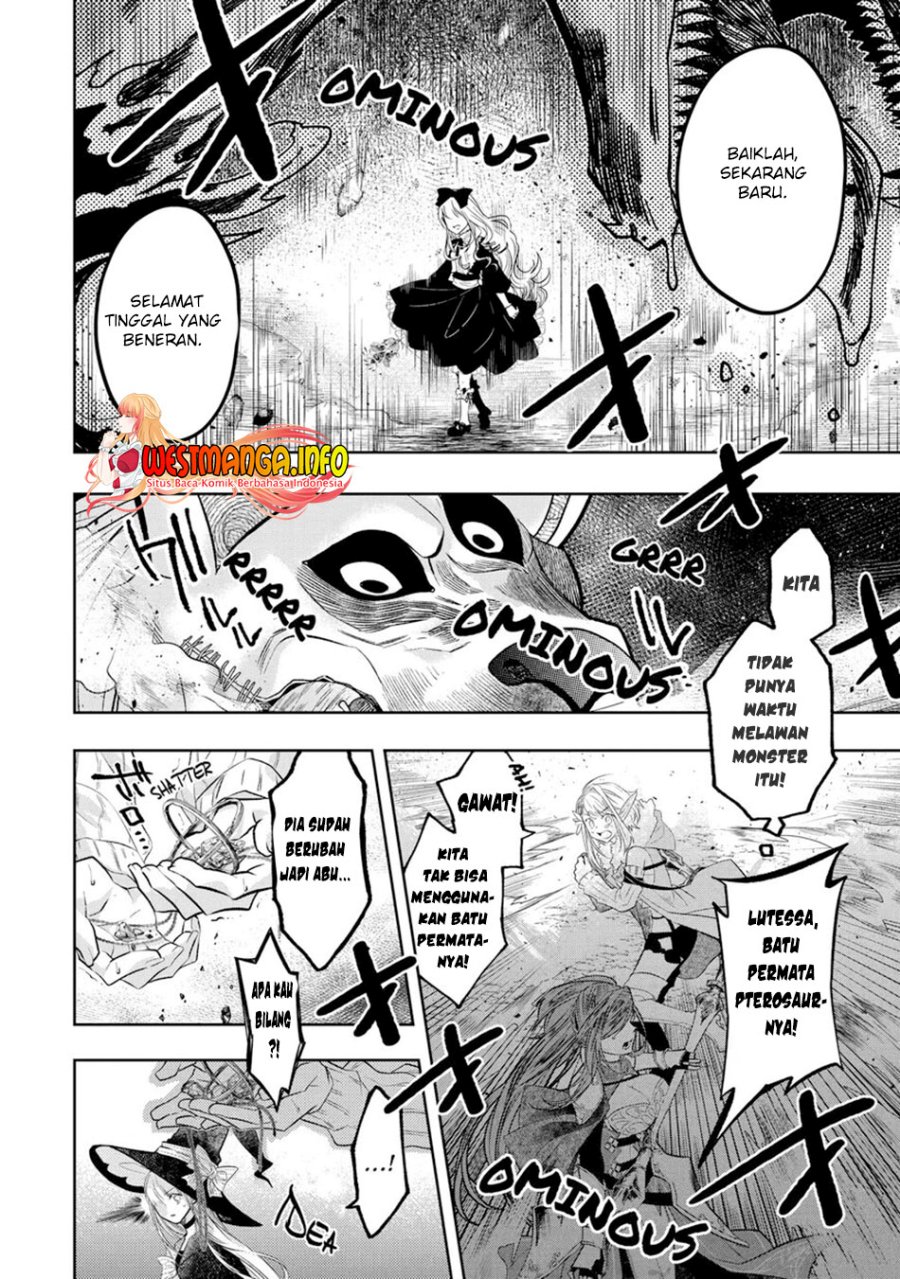 OMINOUS
BAIKLAH,
SEKARANG
BARU.
SELAMAT
TINGGAL YANG
BENERAN.
WESTMANGA.INFO
Situs Baca Komik Berbahasa Indonesia
GRRR
KITA
RRRRRR
OMINOUS
TIDAK
PUNYA
WAKTU
MELAWAN
MONSTER
ITU!
LUTESSA,
BATU
PERMATA
PTEROSAUR-
NYA!
AH!
GAWAT!
KITA
TAK BISA
MENGGUNA-
KAN BATU
PERMATA-
NYA!
OMINOUS
SHATTER
DIA SUDAH
BERUBAH
JADI ABU...
APA KAU
BILANG
?!
...!
IDEA